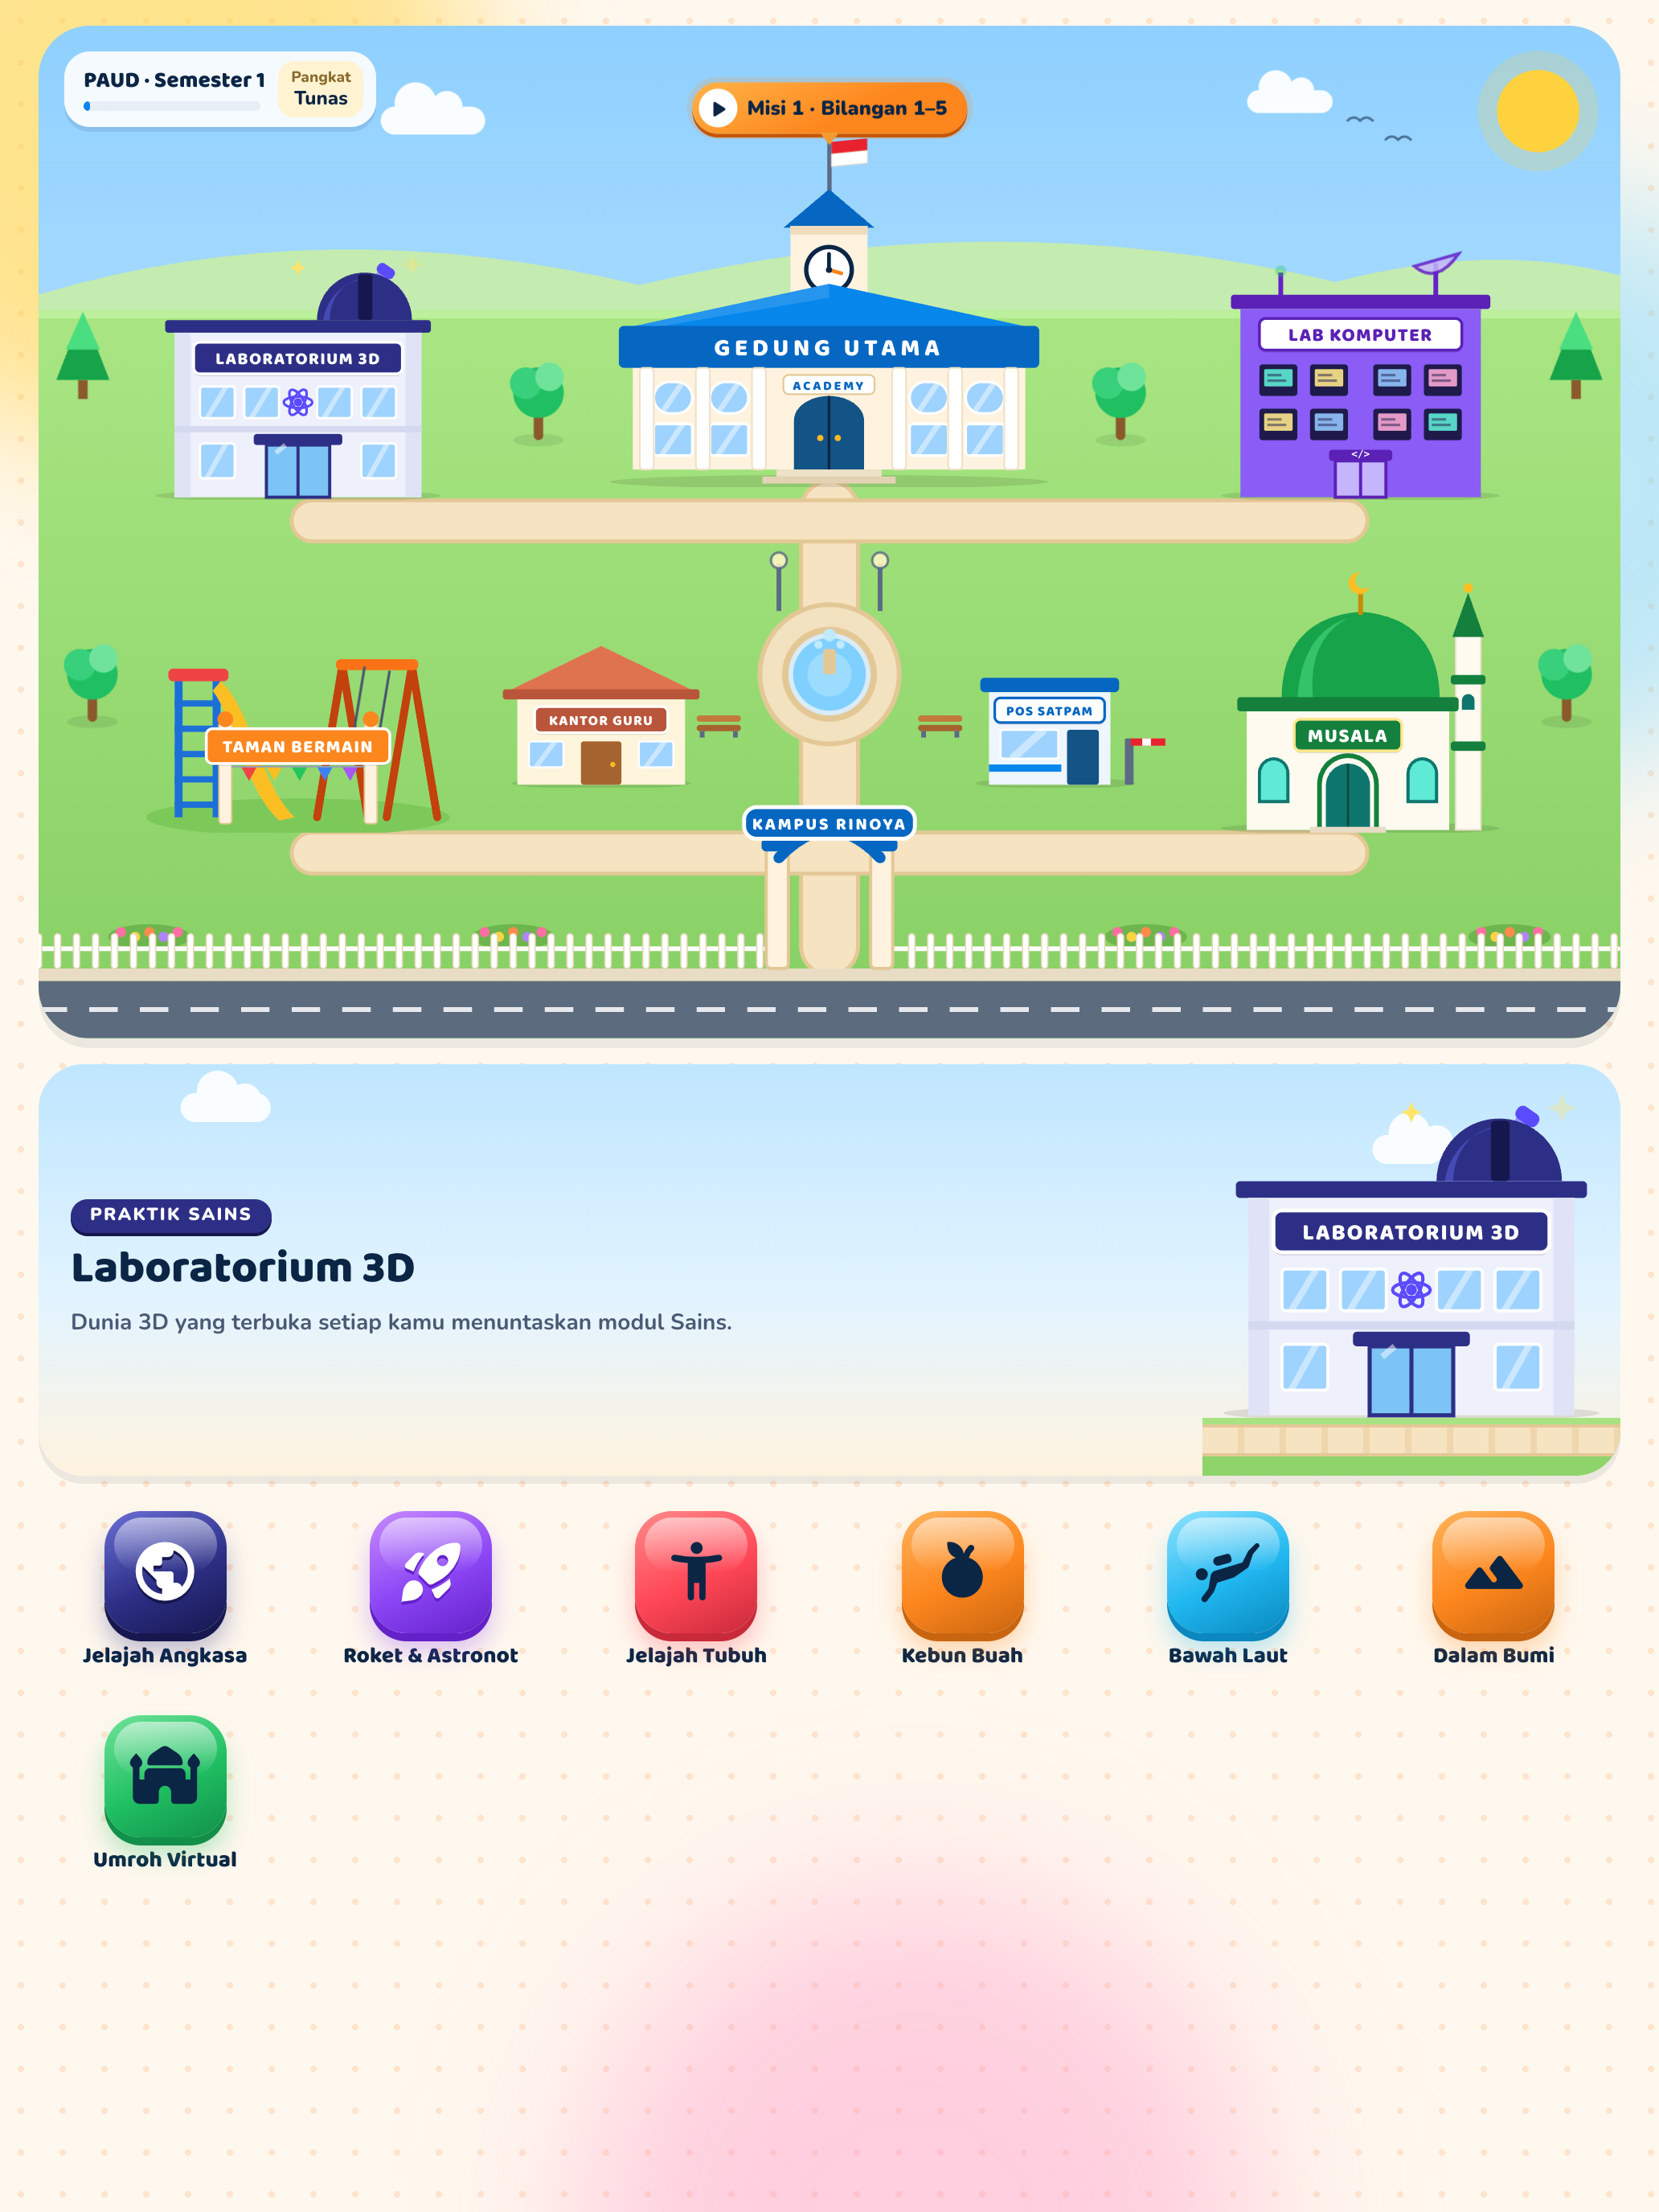 PAUD · Semester 1
Pangkat
Tunas
Misi 1 · Bilangan 1–5
LABORATORIUM 3D
GEDUNG UTAMA
ACADEMY
LAB KOMPUTER
</>
TAMAN BERMAIN
KANTOR GURU
POS SATPAM
MUSALA
KAMPUS RINOYA
PRAKTIK SAINS
Laboratorium 3D
Dunia 3D yang terbuka setiap kamu menuntaskan modul Sains.
LABORATORIUM 3D
Jelajah Angkasa
Roket & Astronot
Jelajah Tubuh
Kebun Buah
Bawah Laut
Dalam Bumi
Umroh Virtual